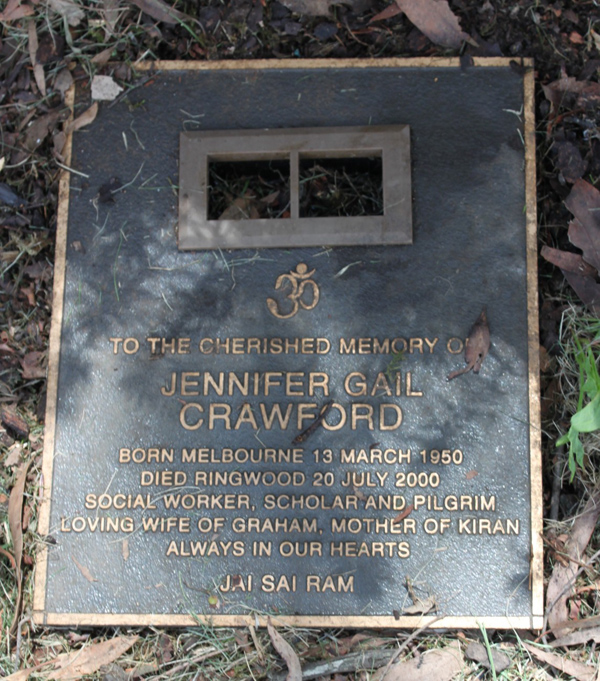 ॐ
TO THE CHERISHED MEMORY OF
JENNIFER GAIL
CRAWFORD
BORN MELBOURNE 13 MARCH 1950
DIED RINGWOOD 20 JULY 2000
SOCIAL WORKER, SCHOLAR AND PILGRIM
LOVING WIFE OF GRAHAM, MOTHER OF KIRAN
ALWAYS IN OUR HEARTS
JAI SAI RAM